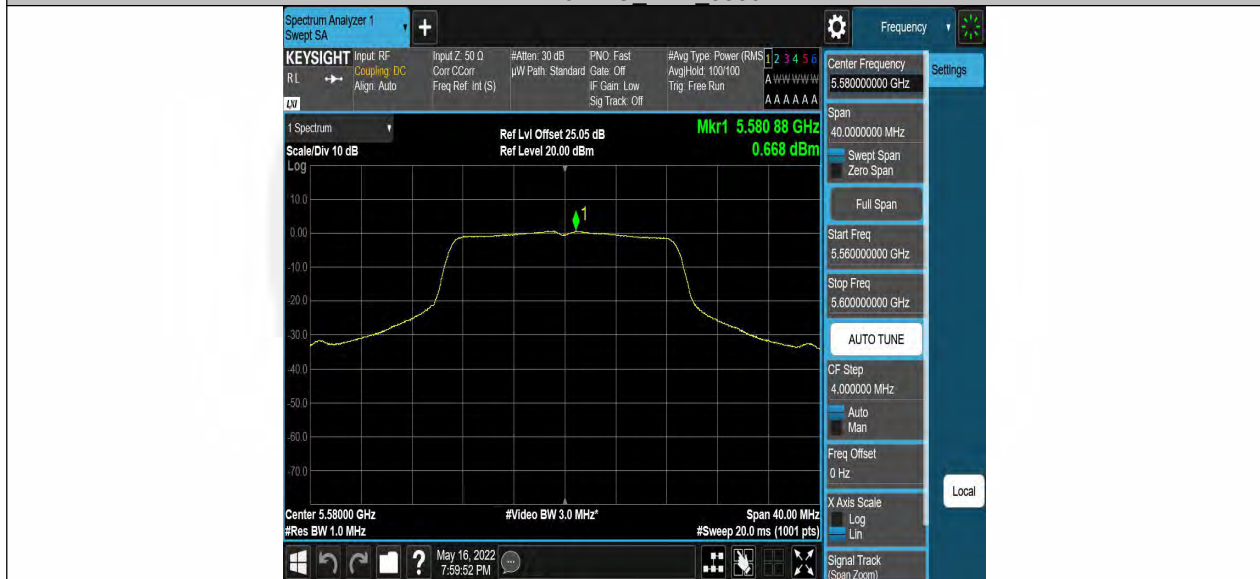 Spectrum Analyzer 1
Swept SA
+
Frequency
KEYSIGHT
Input: RF
Coupling: DC
Align: Auto
Input Z: 50 Ω
Corr CCorr
Freq Ref: Int (S)
#Atten: 30 dB
µW Path: Standard
PNO: Fast
Gate: Off
IF Gain: Low
Sig Track: Off
#Avg Type: Power (RMS
Avg|Hold: 100/100
Trig: Free Run
1 2 3 4 5 6
A W W W W W
A A A A A A
R L
LXI
1 Spectrum
Scale/Div 10 dB
Ref Lvl Offset 25.05 dB
Ref Level 20.00 dBm
Mkr1 5.580 88 GHz
0.668 dBm
Log
10.0
0.00
-10.0
-20.0
-30.0
-40.0
-50.0
-60.0
-70.0
1
Center 5.58000 GHz
#Res BW 1.0 MHz
#Video BW 3.0 MHz*
Span 40.00 MHz
#Sweep 20.0 ms (1001 pts)
Center Frequency
5.580000000 GHz
Settings
Span
40.0000000 MHz
Swept Span
Zero Span
Full Span
Start Freq
5.560000000 GHz
Stop Freq
5.600000000 GHz
AUTO TUNE
CF Step
4.000000 MHz
Auto
Man
Freq Offset
0 Hz
X Axis Scale
Log
Lin
Local
Signal Track
(Span Zoom)
?
May 16, 2022
7:59:52 PM